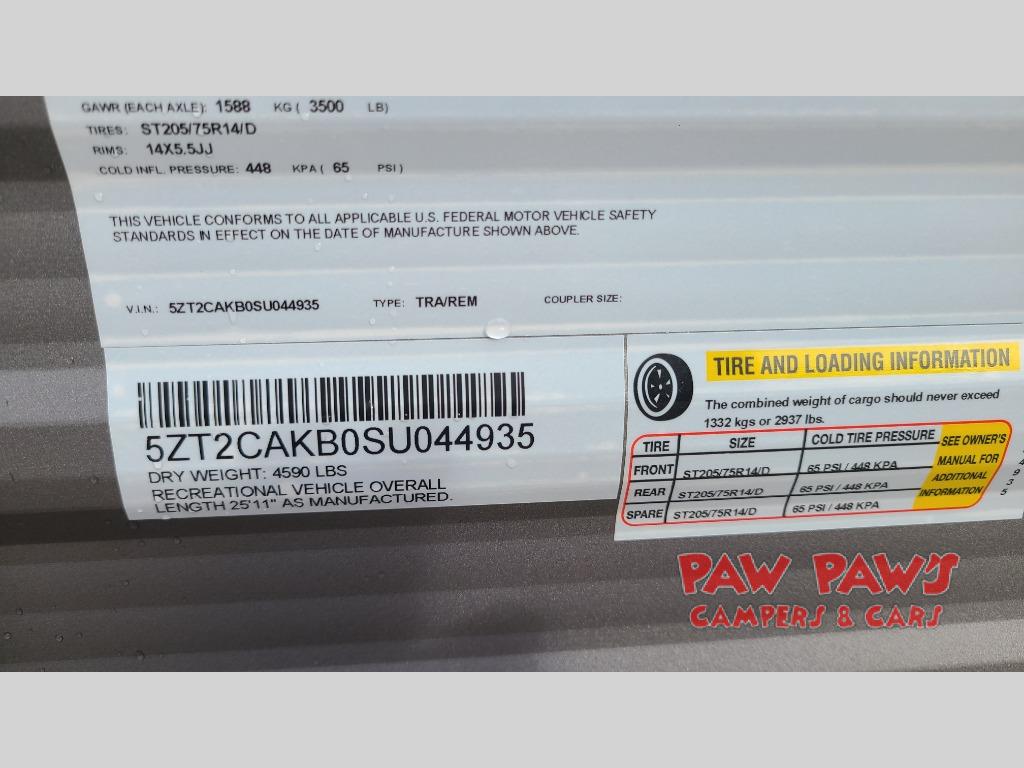 GAWR (EACH AXLE): 1588 KG ( 3500 LB)
TIRES: ST205/75R14/D
RIMS: 14X5.5JJ
COLD INFL. PRESSURE: 448 KPA ( 65 PSI )
THIS VEHICLE CONFORMS TO ALL APPLICABLE U.S. FEDERAL MOTOR VEHICLE SAFETY
STANDARDS IN EFFECT ON THE DATE OF MANUFACTURE SHOWN ABOVE.
V.I.N.: 5ZT2CAKB0SU044935 TYPE: TRA/REM COUPLER SIZE:
5ZT2CAKB0SU044935
DRY WEIGHT: 4590 LBS
RECREATIONAL VEHICLE OVERALL
LENGTH 25'11" AS MANUFACTURED.
TIRE AND LOADING INFORMATION
The combined weight of cargo should never exceed
1332 kgs or 2937 lbs.
TIRE SIZE COLD TIRE PRESSURE
FRONT ST205/75R14/D 65 PSI / 448 KPA
REAR ST205/75R14/D 65 PSI / 448 KPA
SPARE ST205/75R14/D 65 PSI / 448 KPA
SEE OWNER'S
MANUAL FOR
ADDITIONAL
INFORMATION
PAW PAW'S
CAMPERS & CARS